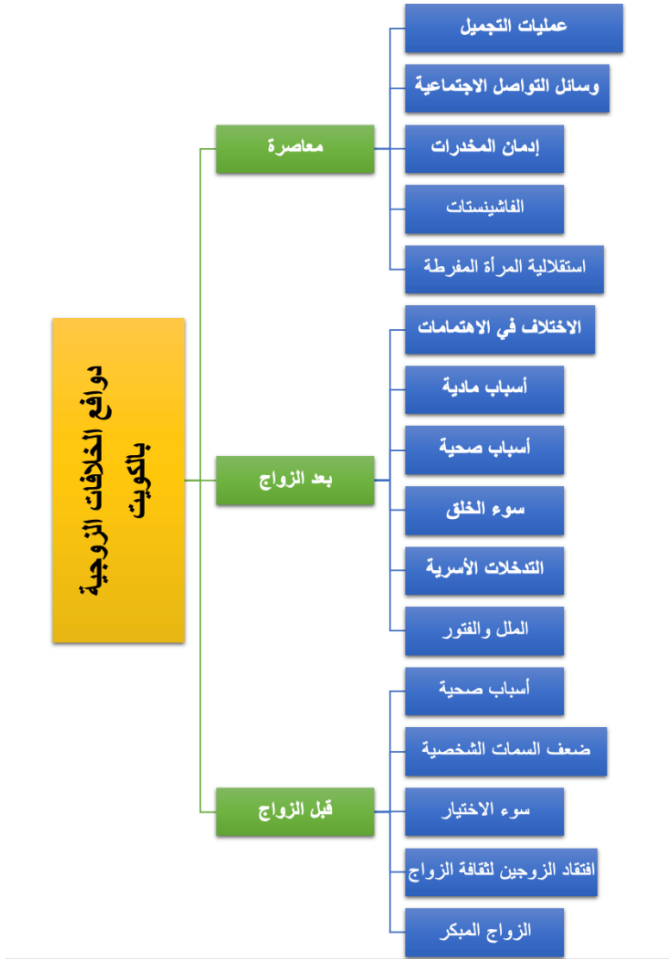 دوافع الخلافات الزوجية
بالكويت
معاصرة
عمليات التجميل
وسائل التواصل الاجتماعية
إدمان المخدرات
الفاشينستات
استقلالية المرأة المفرطة
بعد الزواج
الاختلاف في الاهتمامات
أسباب مادية
أسباب صحية
سوء الخلق
التدخلات الأسرية
الملل والفتور
قبل الزواج
أسباب صحية
ضعف السمات الشخصية
سوء الاختيار
افتقاد الزوجين لثقافة الزواج
الزواج المبكر